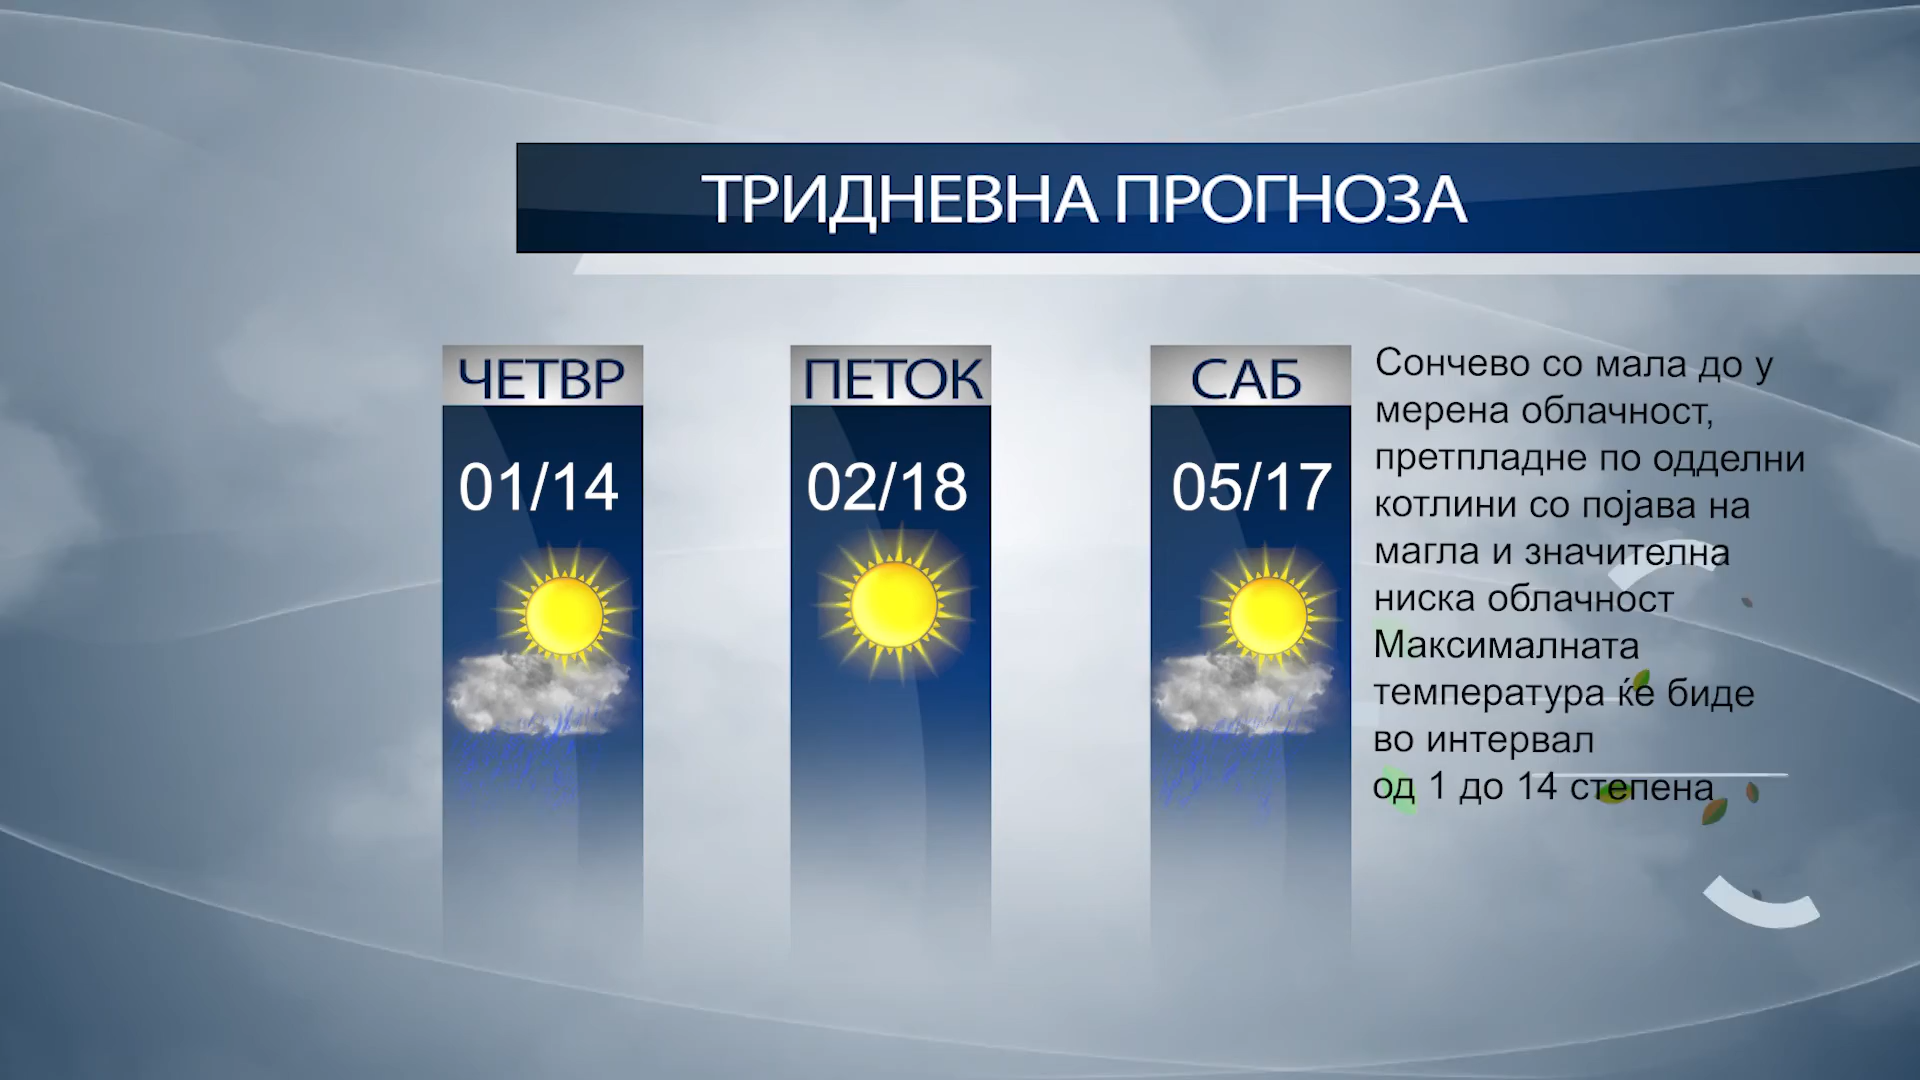 ТРИДНЕВНА ПРОГНОЗА
ЧЕТВР
01/14
ПЕТОК
02/18
САБ
05/17
Сончево со мала до у
мерена облачност,
претпладне по одделни
котлини со појава на
магла и значителна
ниска облачност
Максималната
температура ќе биде
во интервал
од 1 до 14 степена